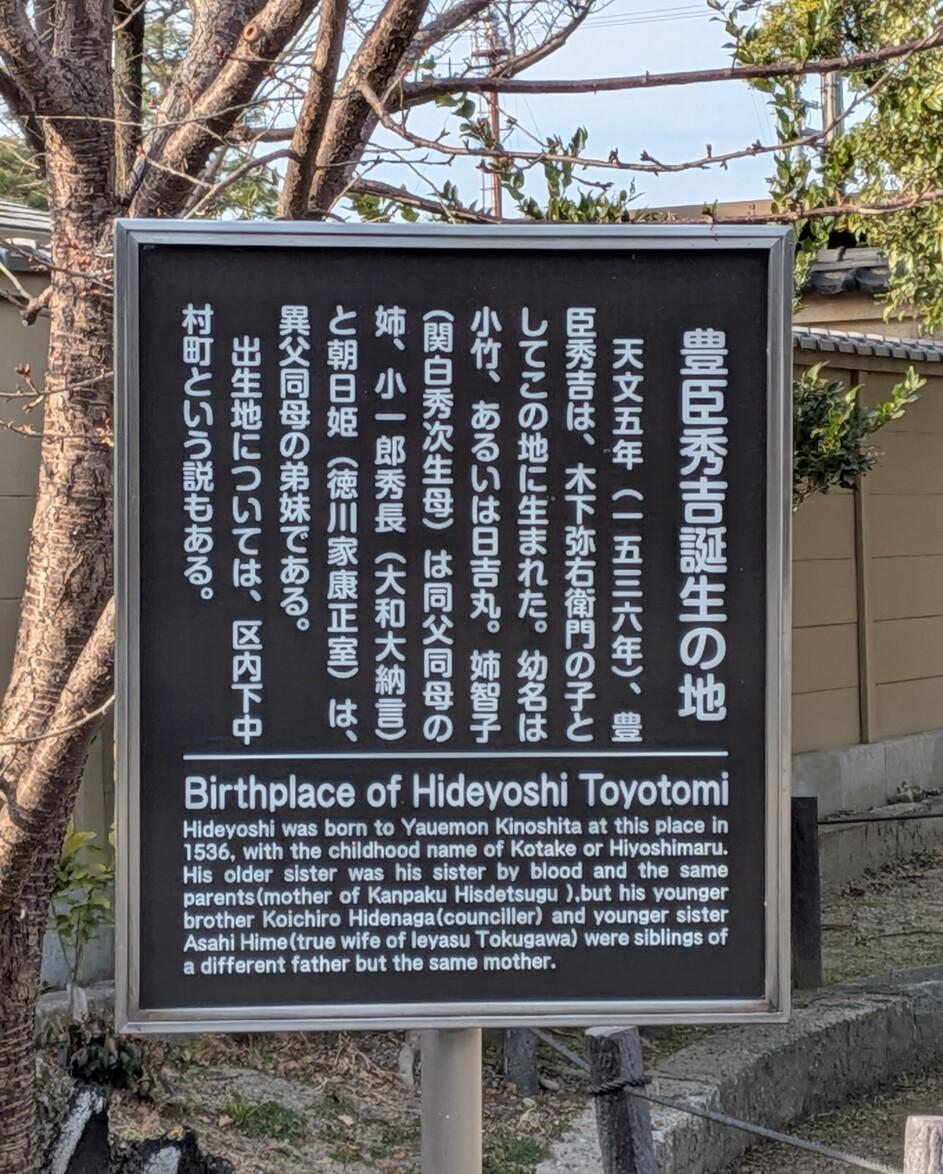 豊臣秀吉誕生の地
天文五年（一五三六年）、豊
臣秀吉は、木下弥右衛門の子と
してこの地に生まれた。幼名は
小竹、あるいは日吉丸。姉智子
（関白秀次生母）は同父同母の
姉、小一郎秀長（大和大納言）
と朝日姫（徳川家康正室）は、
異父同母の弟妹である。
出生地については、区内下中
村町という説もある。
Birthplace of Hideyoshi Toyotomi
Hideyoshi was born to Yauemon Kinoshita at this place in
1536, with the childhood name of Kotake or Hiyoshimaru.
His older sister was his sister by blood and the same
parents(mother of Kanpaku Hisdetsugu ).but his younger
brother Koichiro Hidenaga(counciller) and younger sister
Asahi Hime(true wife of Ieyasu Tokugawa) were siblings of
a different father but the same mother.